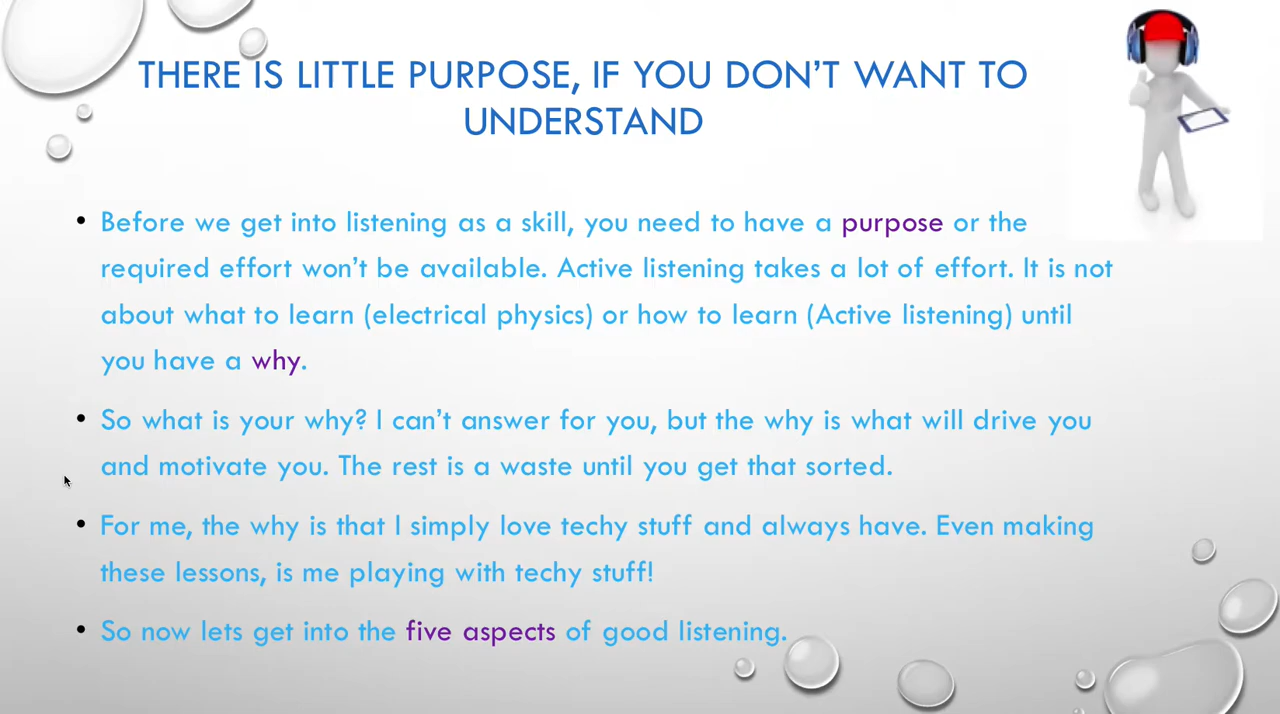 THERE IS LITTLE PURPOSE, IF YOU DON’T WANT TO
UNDERSTAND
• Before we get into listening as a skill, you need to have a purpose or the
required effort won’t be available. Active listening takes a lot of effort. It is not
about what to learn (electrical physics) or how to learn (Active listening) until
you have a why.
• So what is your why? I can’t answer for you, but the why is what will drive you
and motivate you. The rest is a waste until you get that sorted.
• For me, the why is that I simply love techy stuff and always have. Even making
these lessons, is me playing with techy stuff!
• So now lets get into the five aspects of good listening.